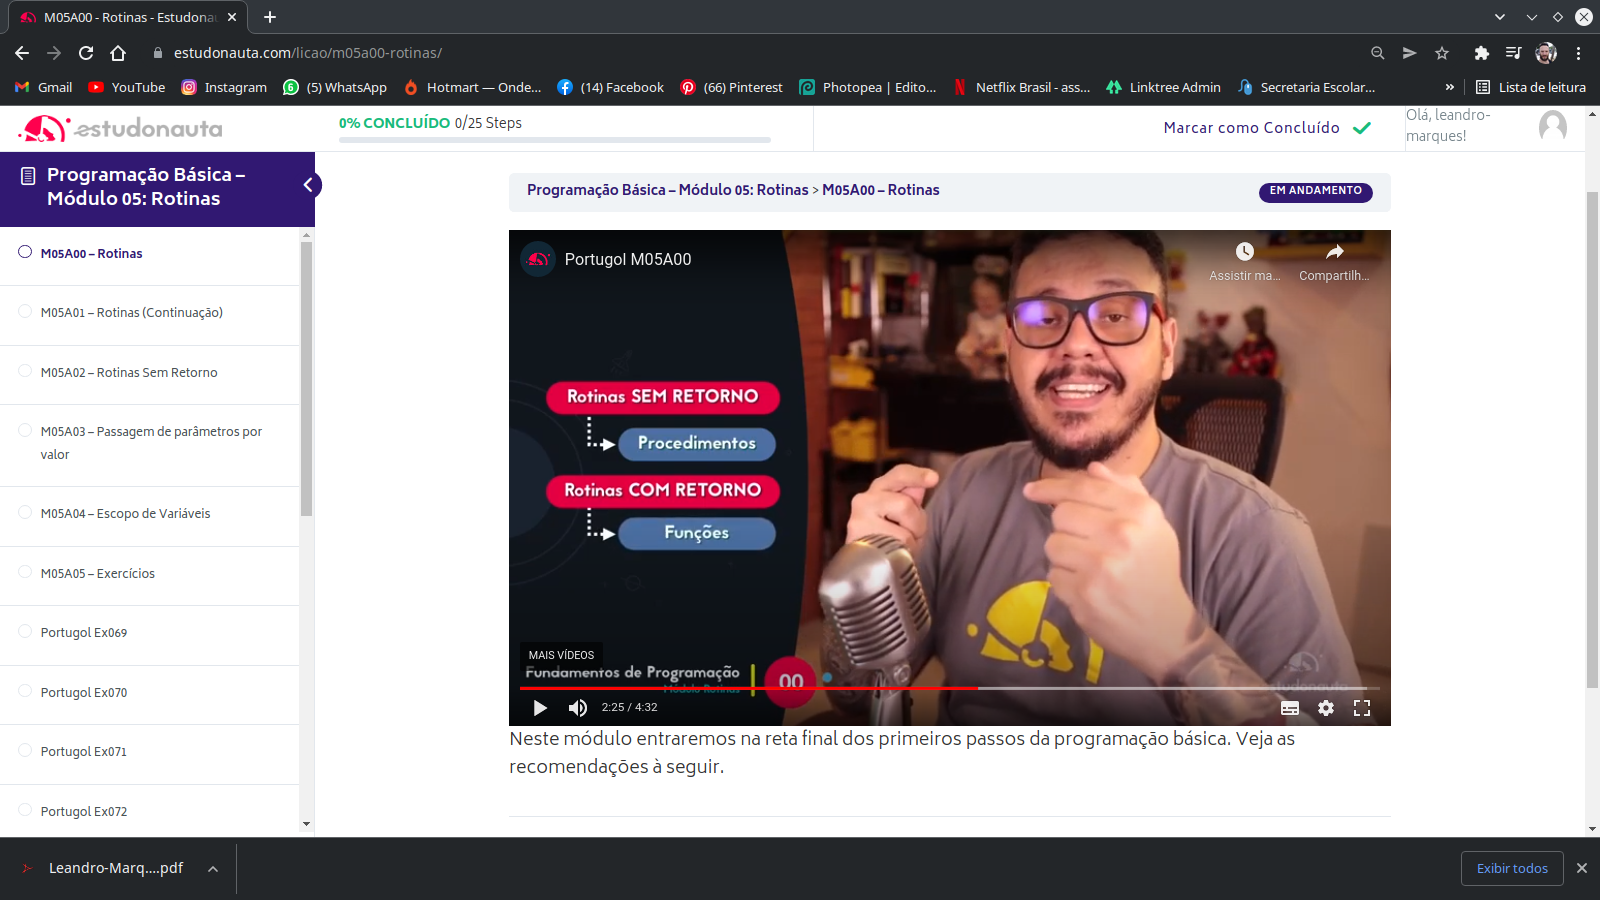 M05A00 - Rotinas - Estudona
estudonauta.com/licao/m05a00-rotinas/
Gmail
YouTube
Instagram
(5) WhatsApp
Hotmart — Onde...
(14) Facebook
(66) Pinterest
Photopea | Edito...
Netflix Brasil - ass...
Linktree Admin
Secretaria Escolar...
»
Lista de leitura
estudonauta
0% CONCLUÍDO 0/25 Steps
Marcar como Concluído
Olá, leandro-
marques!
Programação Básica –
Módulo 05: Rotinas
M05A00 – Rotinas
M05A01 – Rotinas (Continuação)
M05A02 – Rotinas Sem Retorno
M05A03 – Passagem de parâmetros por
valor
M05A04 – Escopo de Variáveis
M05A05 – Exercícios
Portugol Ex069
Portugol Ex070
Portugol Ex071
Portugol Ex072
Programação Básica – Módulo 05: Rotinas > M05A00 – Rotinas
EM ANDAMENTO
Portugol M05A00
Assistir ma...
Compartilh...
Rotinas SEM RETORNO
Procedimentos
Rotinas COM RETORNO
Funções
MAIS VÍDEOS
Fundamentos de Programação
Módulo Rotinas
00
estudonauta
2:25 / 4:32
Neste módulo entraremos na reta final dos primeiros passos da programação básica. Veja as
recomendações à seguir.
Leandro-Marq....pdf
Exibir todos